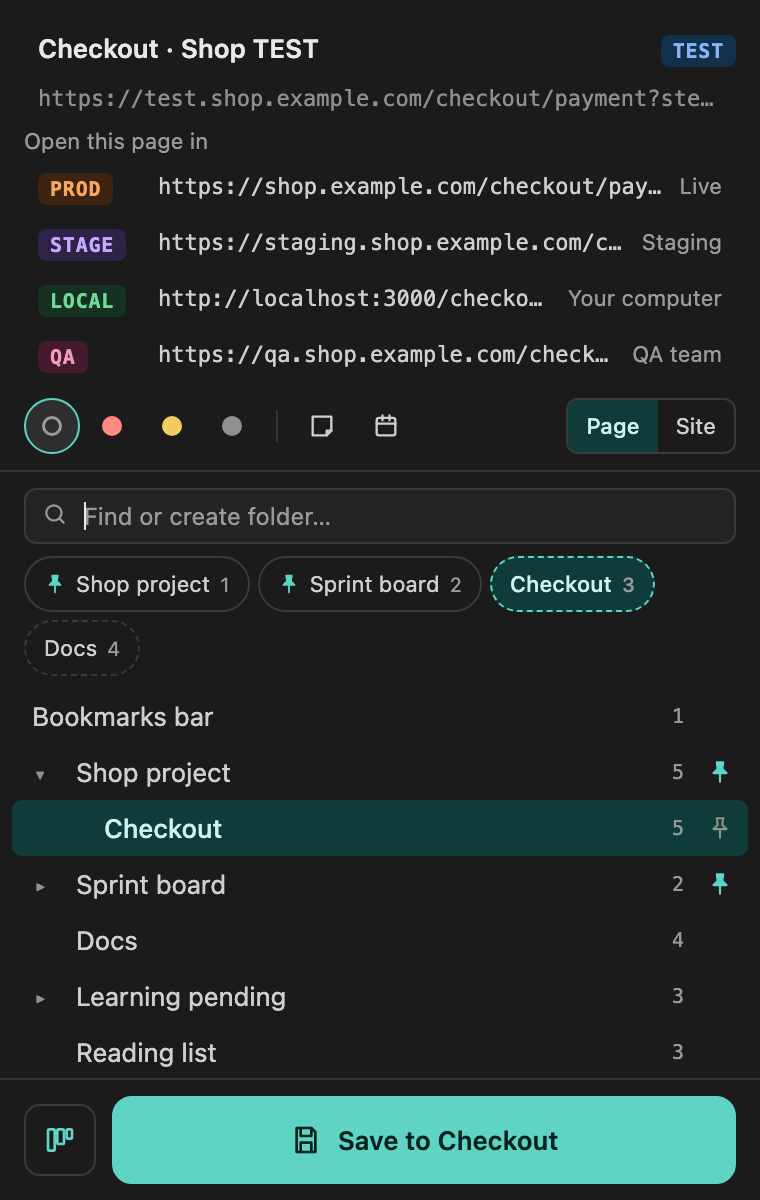 Checkout · Shop TEST TEST
https://test.shop.example.com/checkout/payment?ste…
Open this page in
PROD https://shop.example.com/checkout/pay… Live
STAGE https://staging.shop.example.com/c… Staging
LOCAL http://localhost:3000/checko… Your computer
QA https://qa.shop.example.com/check… QA team
Page Site
Find or create folder…
Shop project 1 Sprint board 2 Checkout 3
Docs 4
Bookmarks bar 1
Shop project 5
Checkout 5
Sprint board 2
Docs 4
Learning pending 3
Reading list 3
Save to Checkout